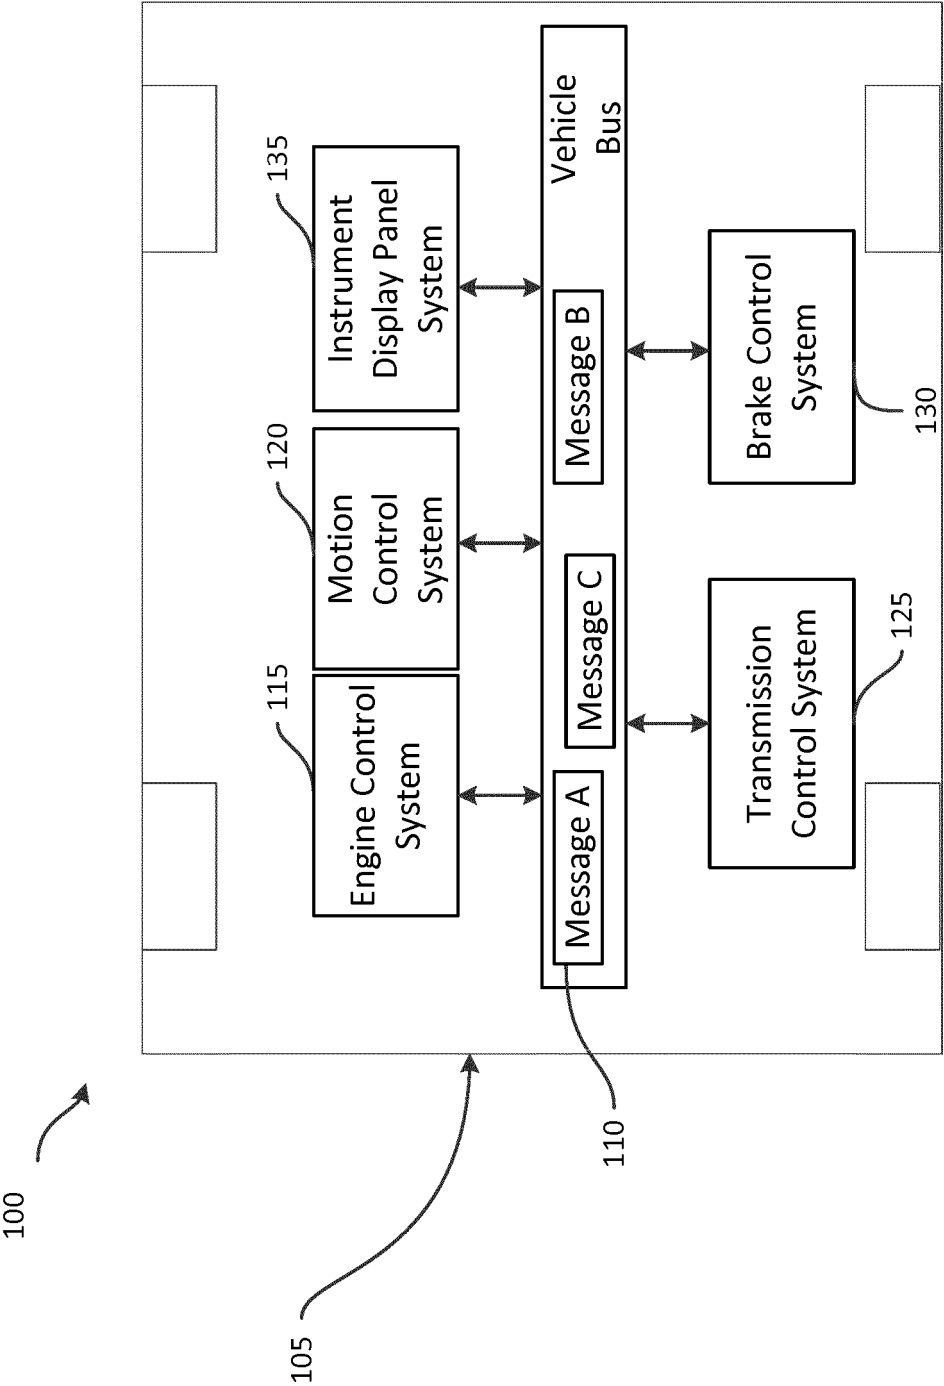 100
105
110
115
Engine Control
System
120
Motion
Control
System
135
Instrument
Display Panel
System
Message A
Message C
Message B
Vehicle
Bus
Transmission
Control System
125
Brake Control
System
130